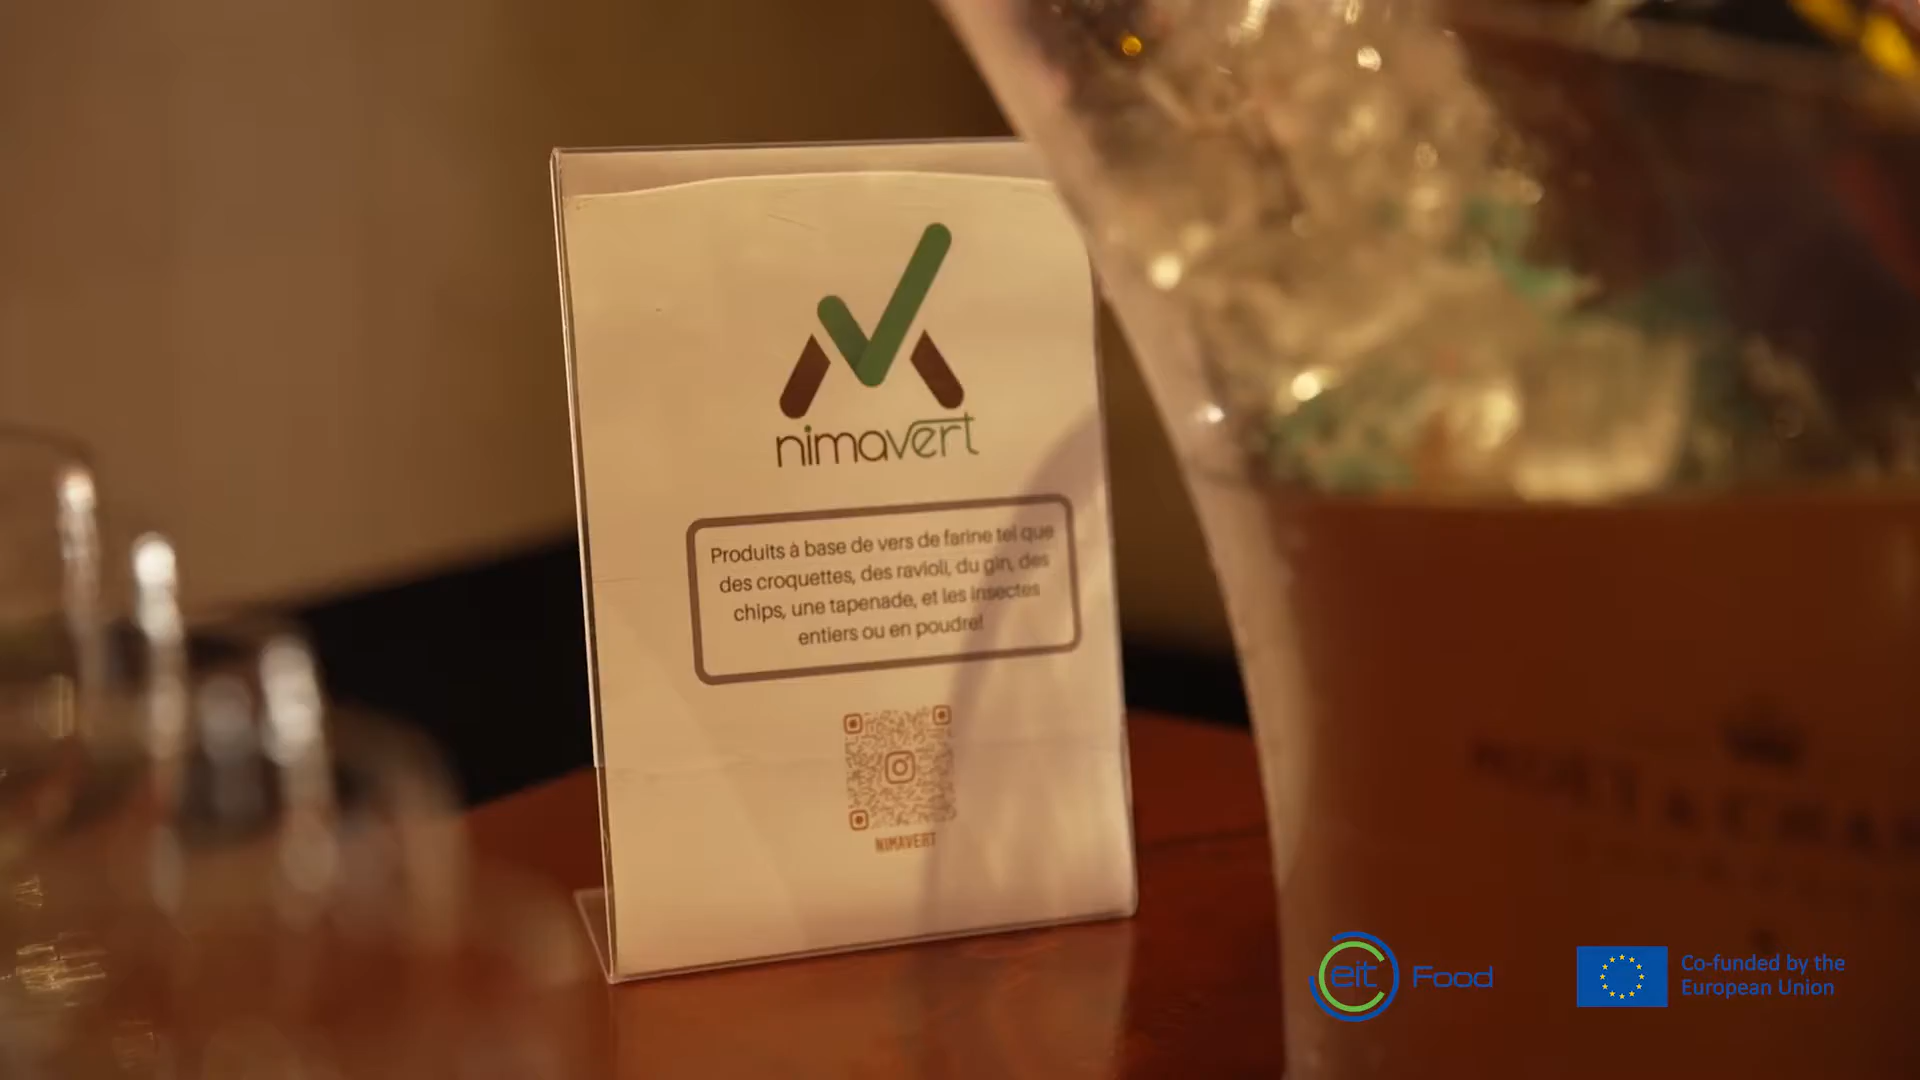 nimavert
Produits à base de vers de farine tel que
des croquettes, des ravioli, du gin, des
chips, une tapenade, et les insectes
entiers ou en poudre!
NIMAVERT
eit Food
Co-funded by the
European Union